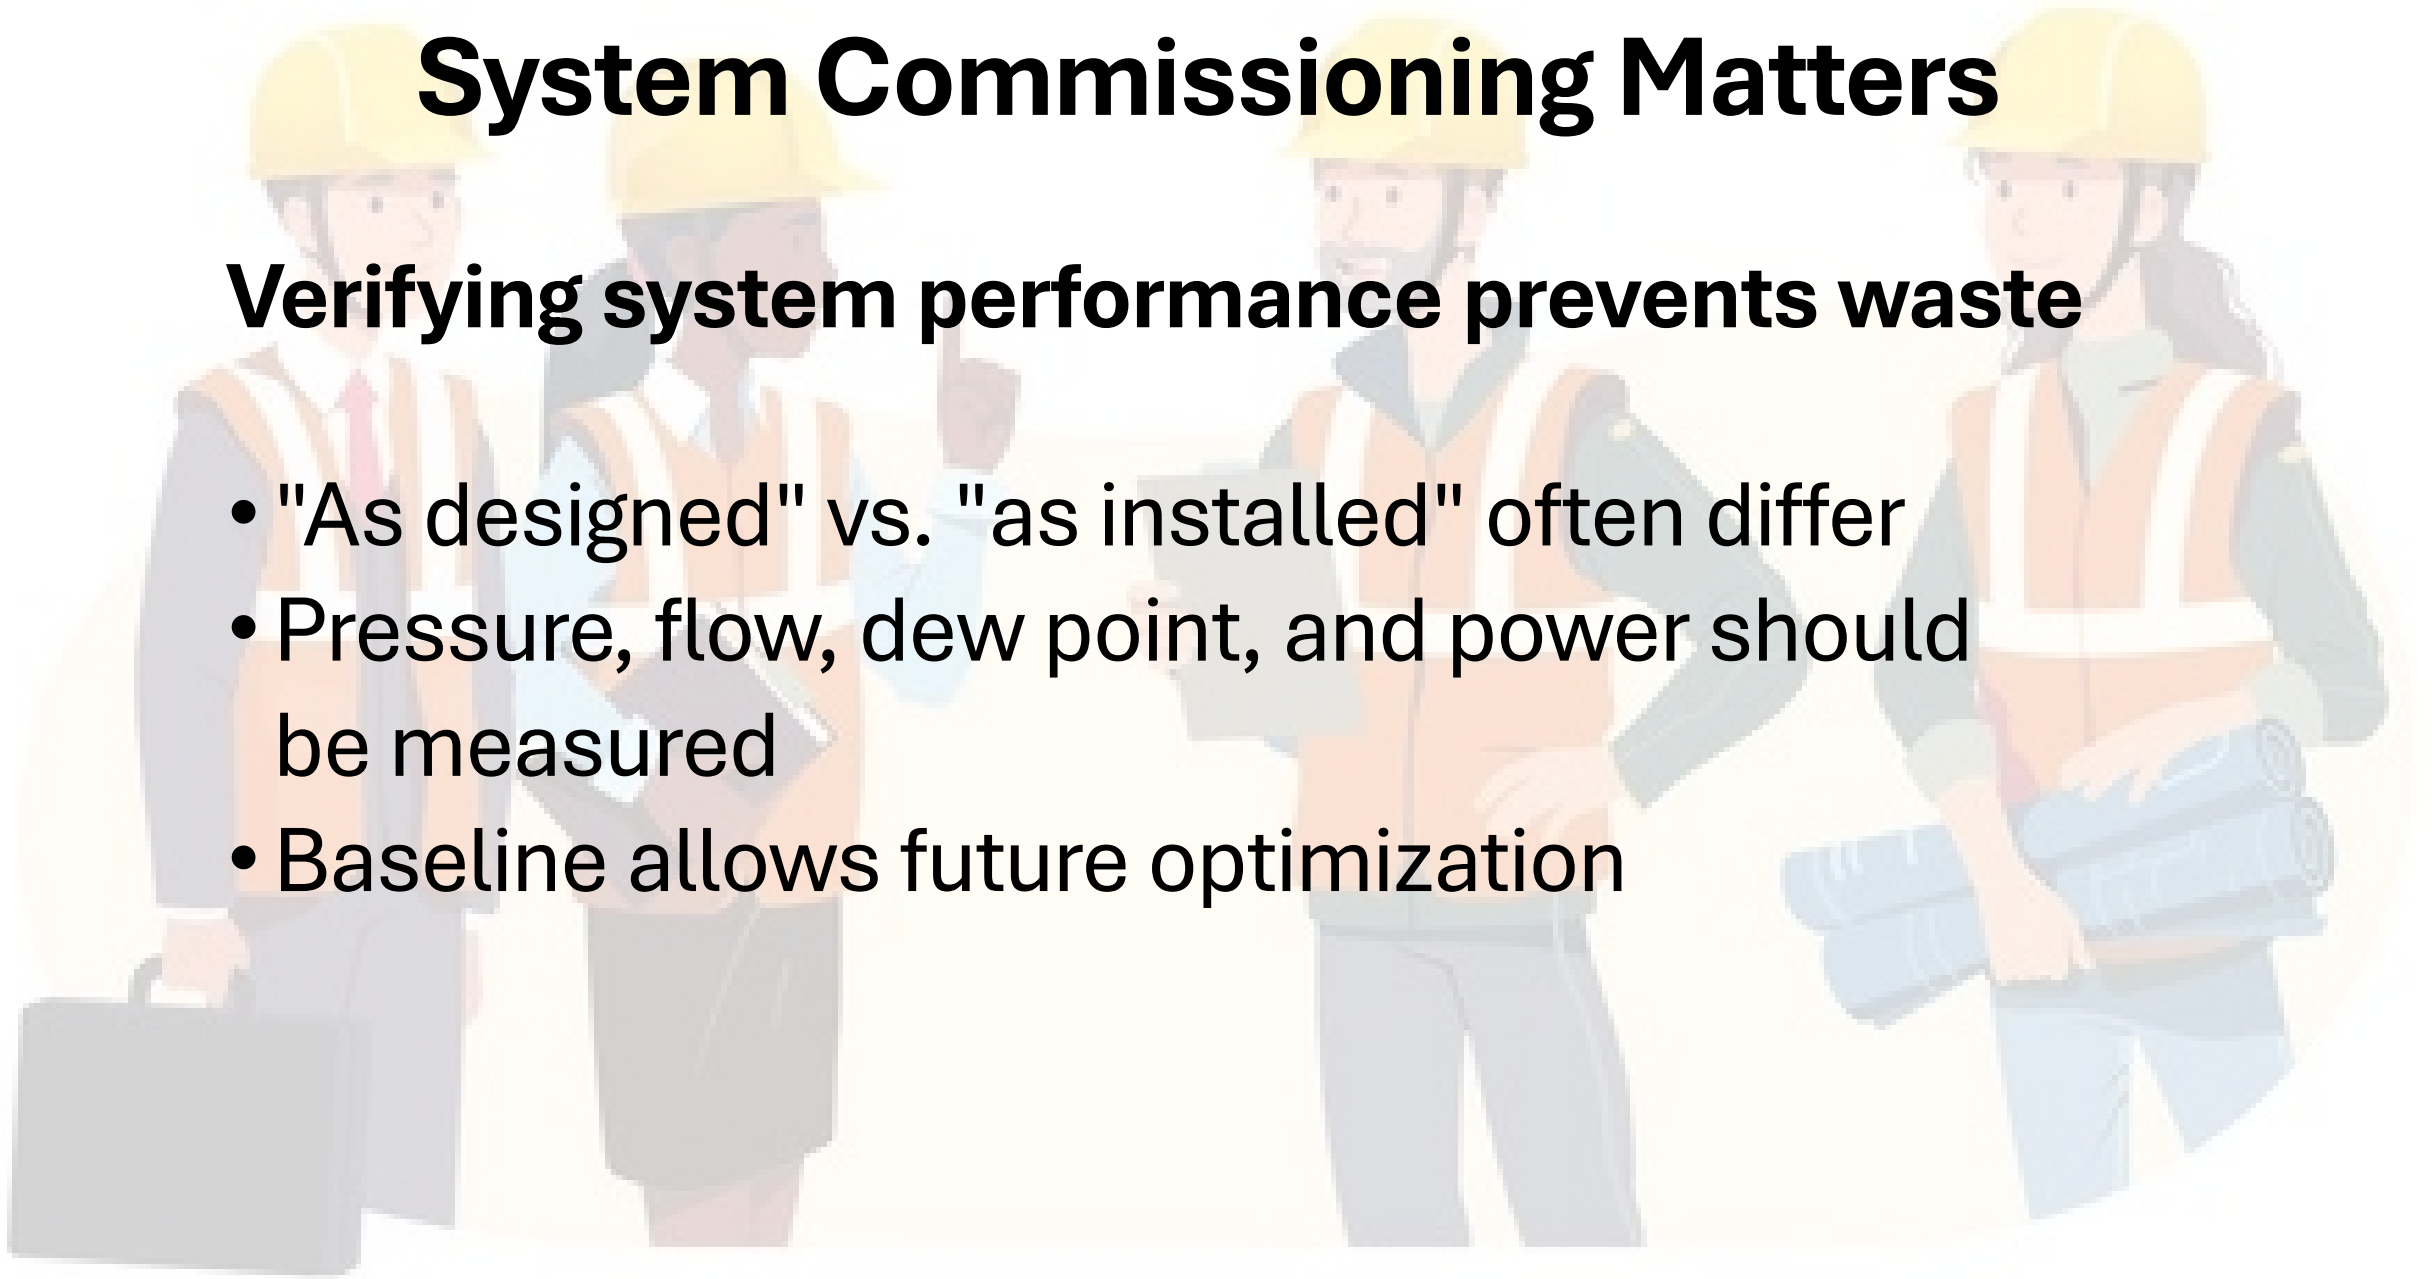 System Commissioning Matters
Verifying system performance prevents waste
• "As designed" vs. "as installed" often differ
• Pressure, flow, dew point, and power should
be measured
• Baseline allows future optimization